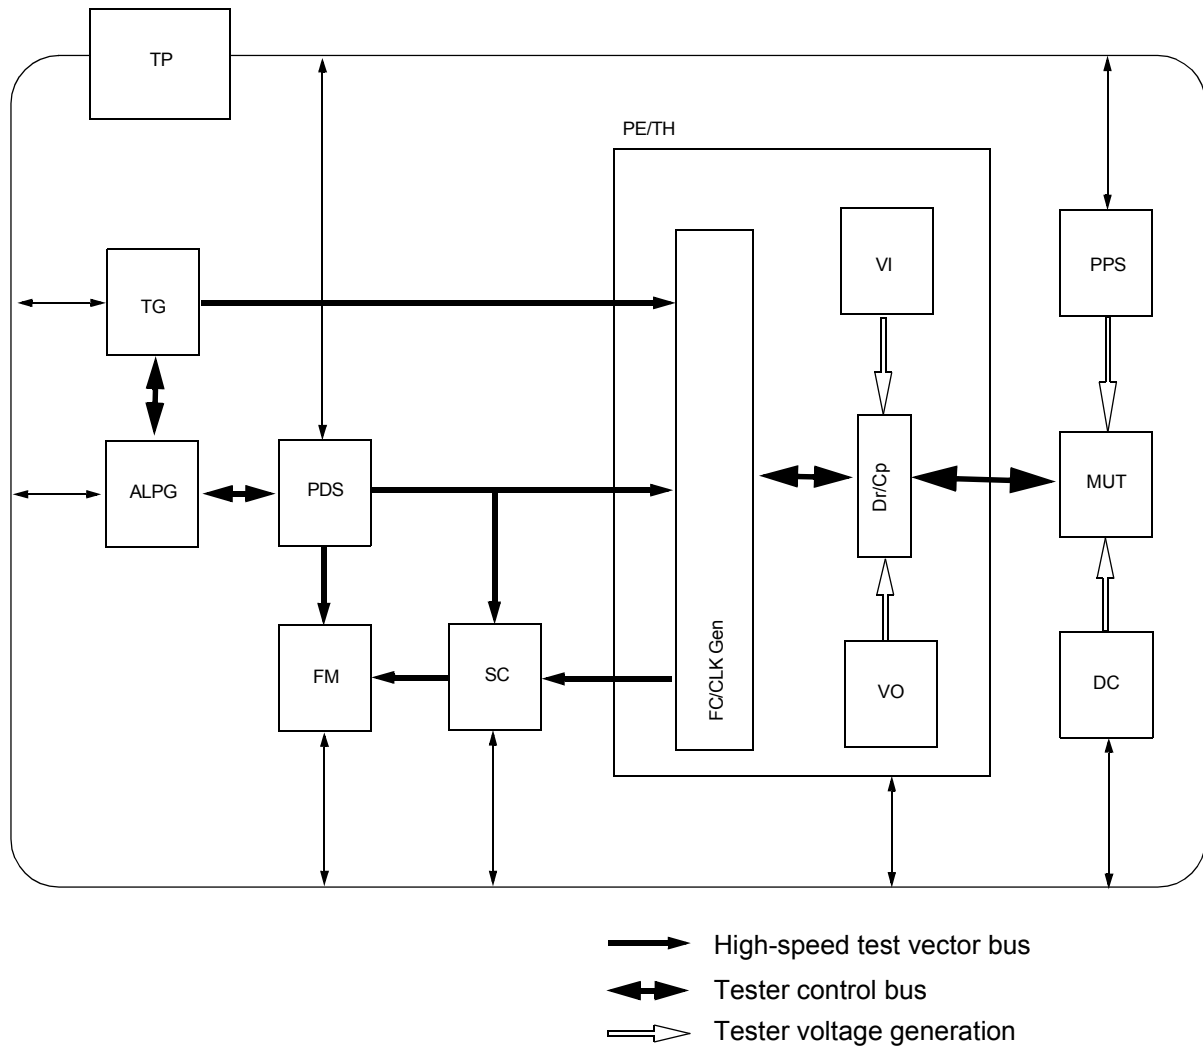 TP
PE/TH
VI
PPS
TG
ALPG
PDS
Dr/Cp
MUT
FM
SC
FC/CLK Gen
VO
DC
High-speed test vector bus
Tester control bus
Tester voltage generation